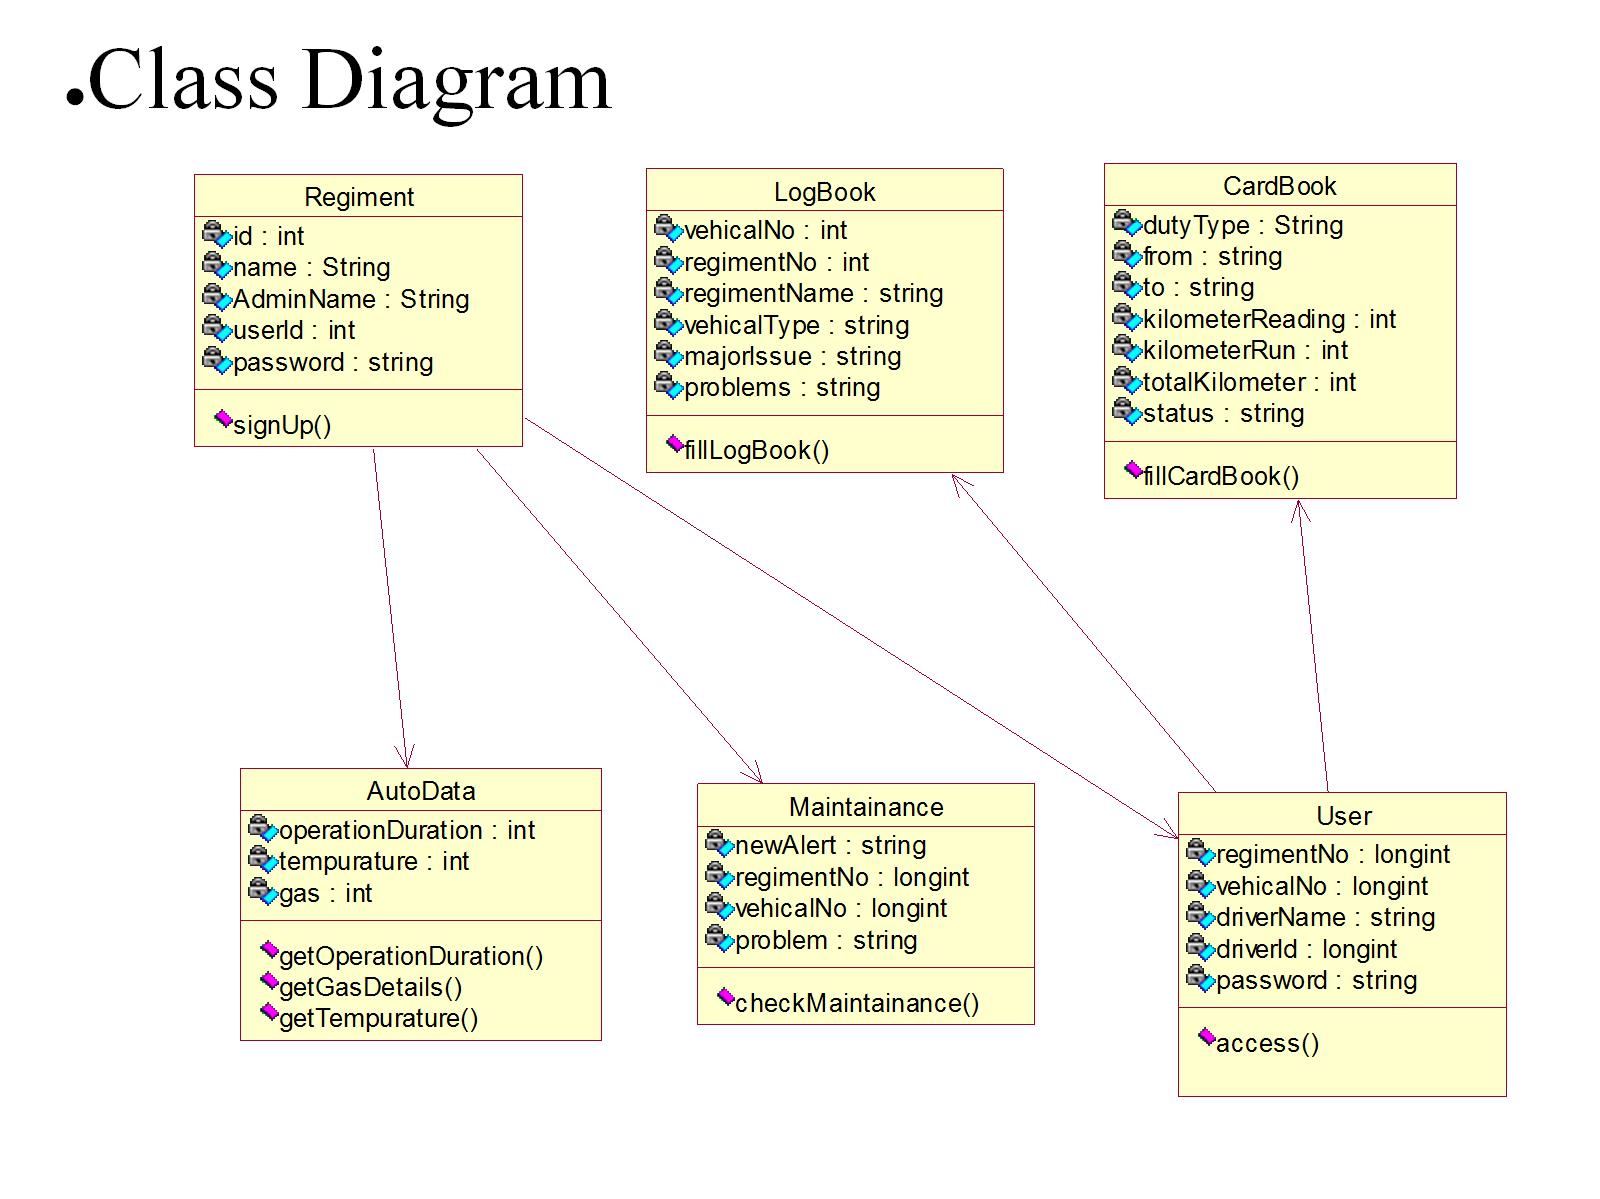 ●Class Diagram
Regiment
id : int
name : String
AdminName : String
userId : int
password : string
signUp()
LogBook
vehicalNo : int
regimentNo : int
regimentName : string
vehicalType : string
majorIssue : string
problems : string
fillLogBook()
CardBook
dutyType : String
from : string
to : string
kilometerReading : int
kilometerRun : int
totalKilometer : int
status : string
fillCardBook()
AutoData
operationDuration : int
tempurature : int
gas : int
getOperationDuration()
getGasDetails()
getTempurature()
Maintainance
newAlert : string
regimentNo : longint
vehicalNo : longint
problem : string
checkMaintainance()
User
regimentNo : longint
vehicalNo : longint
driverName : string
driverId : longint
password : string
access()